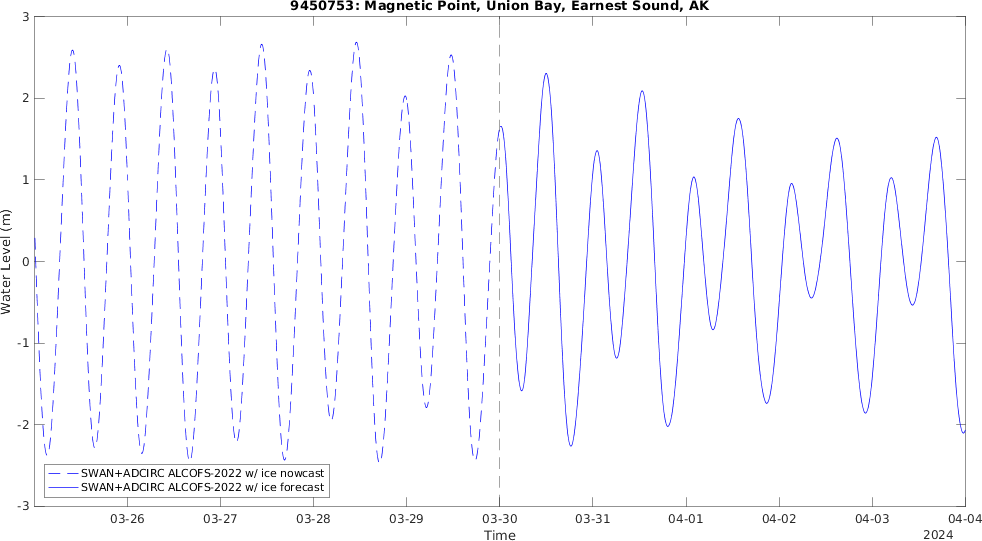 9450753: Magnetic Point, Union Bay, Earnest Sound, AK
3
2
1
0
-1
-2
-3
Water Level (m)
SWAN+ADCIRC ALCOFS-2022 w/ ice nowcast
SWAN+ADCIRC ALCOFS-2022 w/ ice forecast
03-26 03-27 03-28 03-29 03-30 03-31 04-01 04-02 04-03 04-04
Time
2024